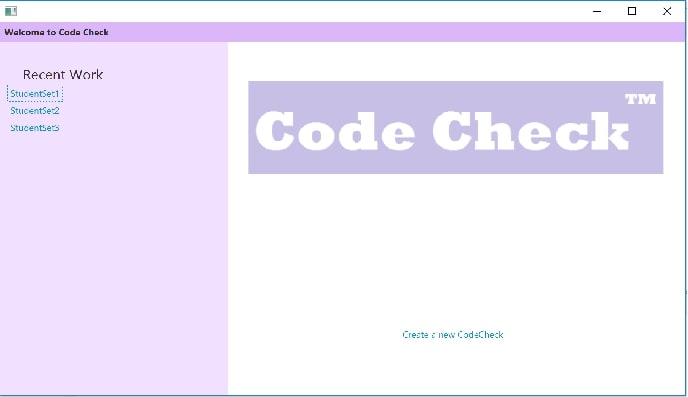 Welcome to Code Check
Recent Work
StudentSet1
StudentSet2
StudentSet3
Code Check™
Create a new CodeCheck